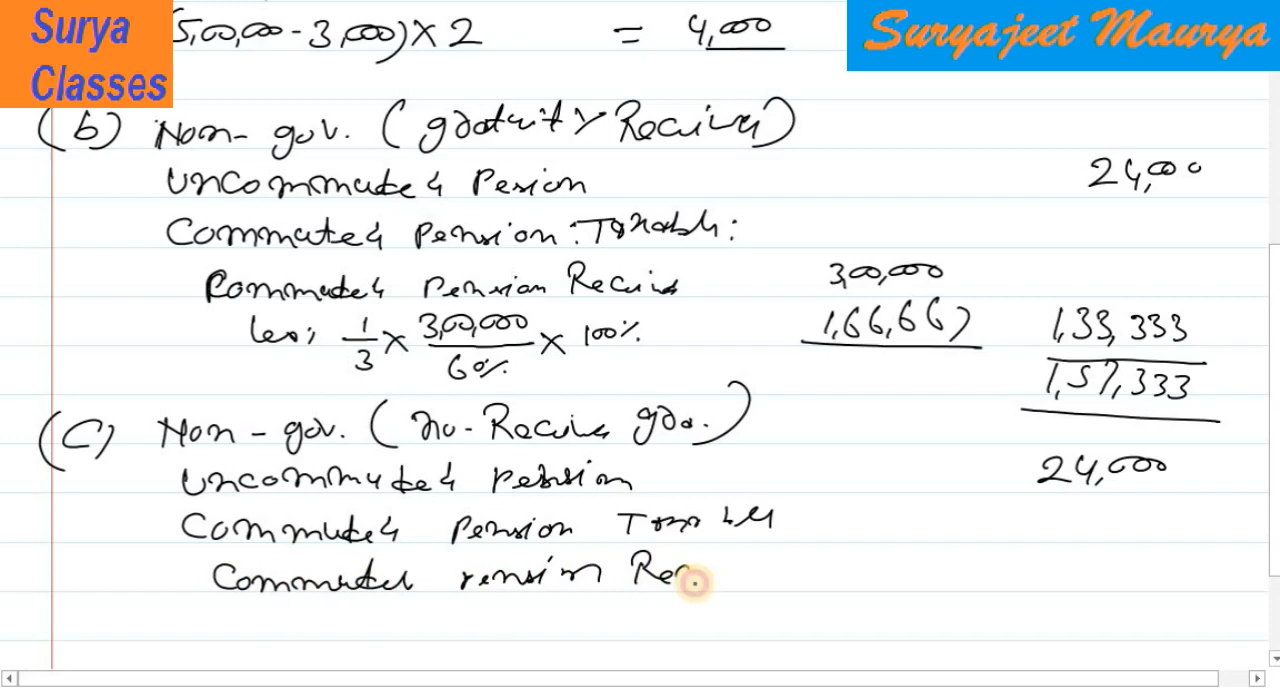 Surya
Classes
Suryajeet Maurya
5,00,000 - 3,000) × 2 = 4,000
(b) Non-gov. (gratuity Received)
Uncommuted Pesion 24,000
Commuted Pension: Taxable:
Commuted Pension Received 3,00,000
less; 1/3 × 3,00,000/60% × 100% 1,66,667 1,33,333
1,57,333
(C) Non-gov. (no-Receive gra.)
Uncommuted pension 24,000
Commuted Pension Taxable
Commuted Pension Rec